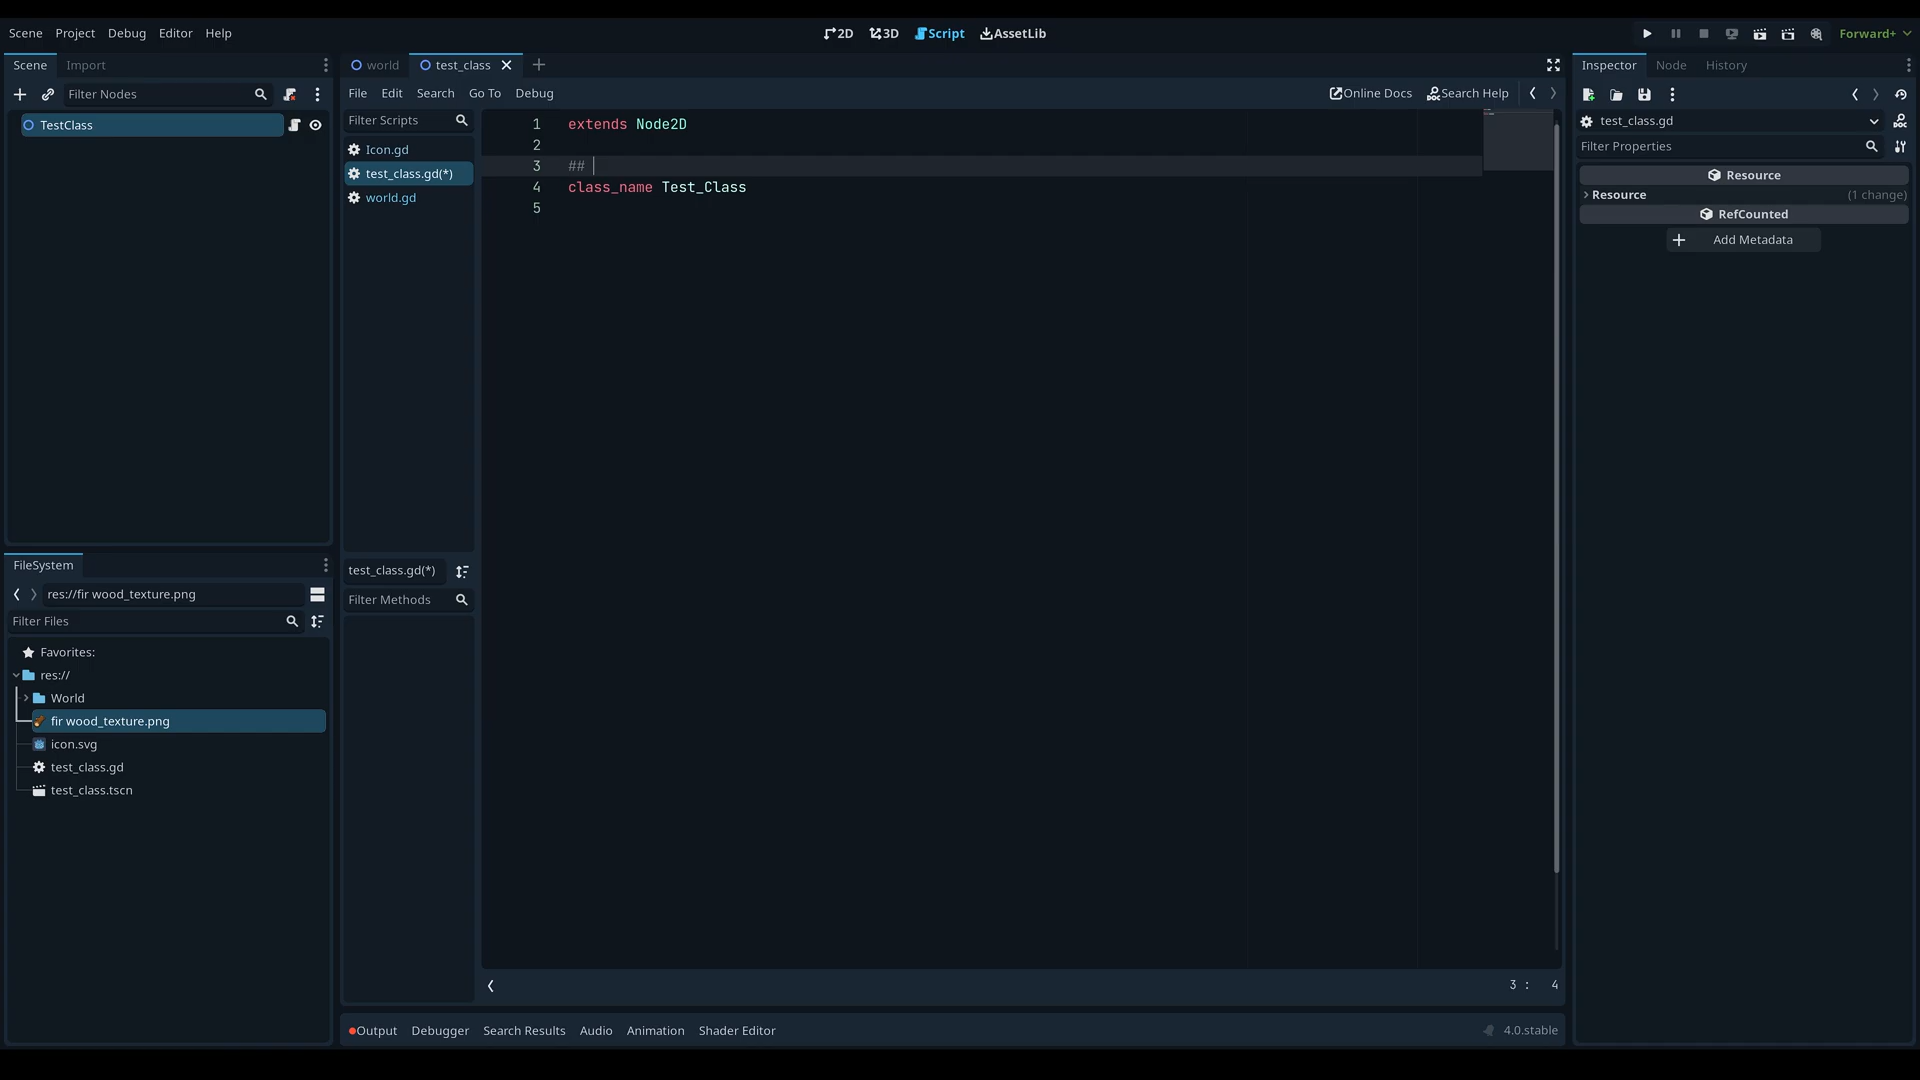 Scene Project Debug Editor Help
2D 3D Script AssetLib
Forward+
Scene Import
Filter Nodes
TestClass
FileSystem
res://fir wood_texture.png
Filter Files
Favorites:
res://
World
fir wood_texture.png
icon.svg
test_class.gd
test_class.tscn
world test_class
File Edit Search Go To Debug
Online Docs Search Help
Filter Scripts
Icon.gd
test_class.gd(*)
world.gd
test_class.gd(*)
Filter Methods
1 extends Node2D
2
3 ##
4 class_name Test_Class
5
3 : 4
Output Debugger Search Results Audio Animation Shader Editor
4.0.stable
Inspector Node History
test_class.gd
DOC
Filter Properties
Resource
Resource (1 change)
RefCounted
Add Metadata